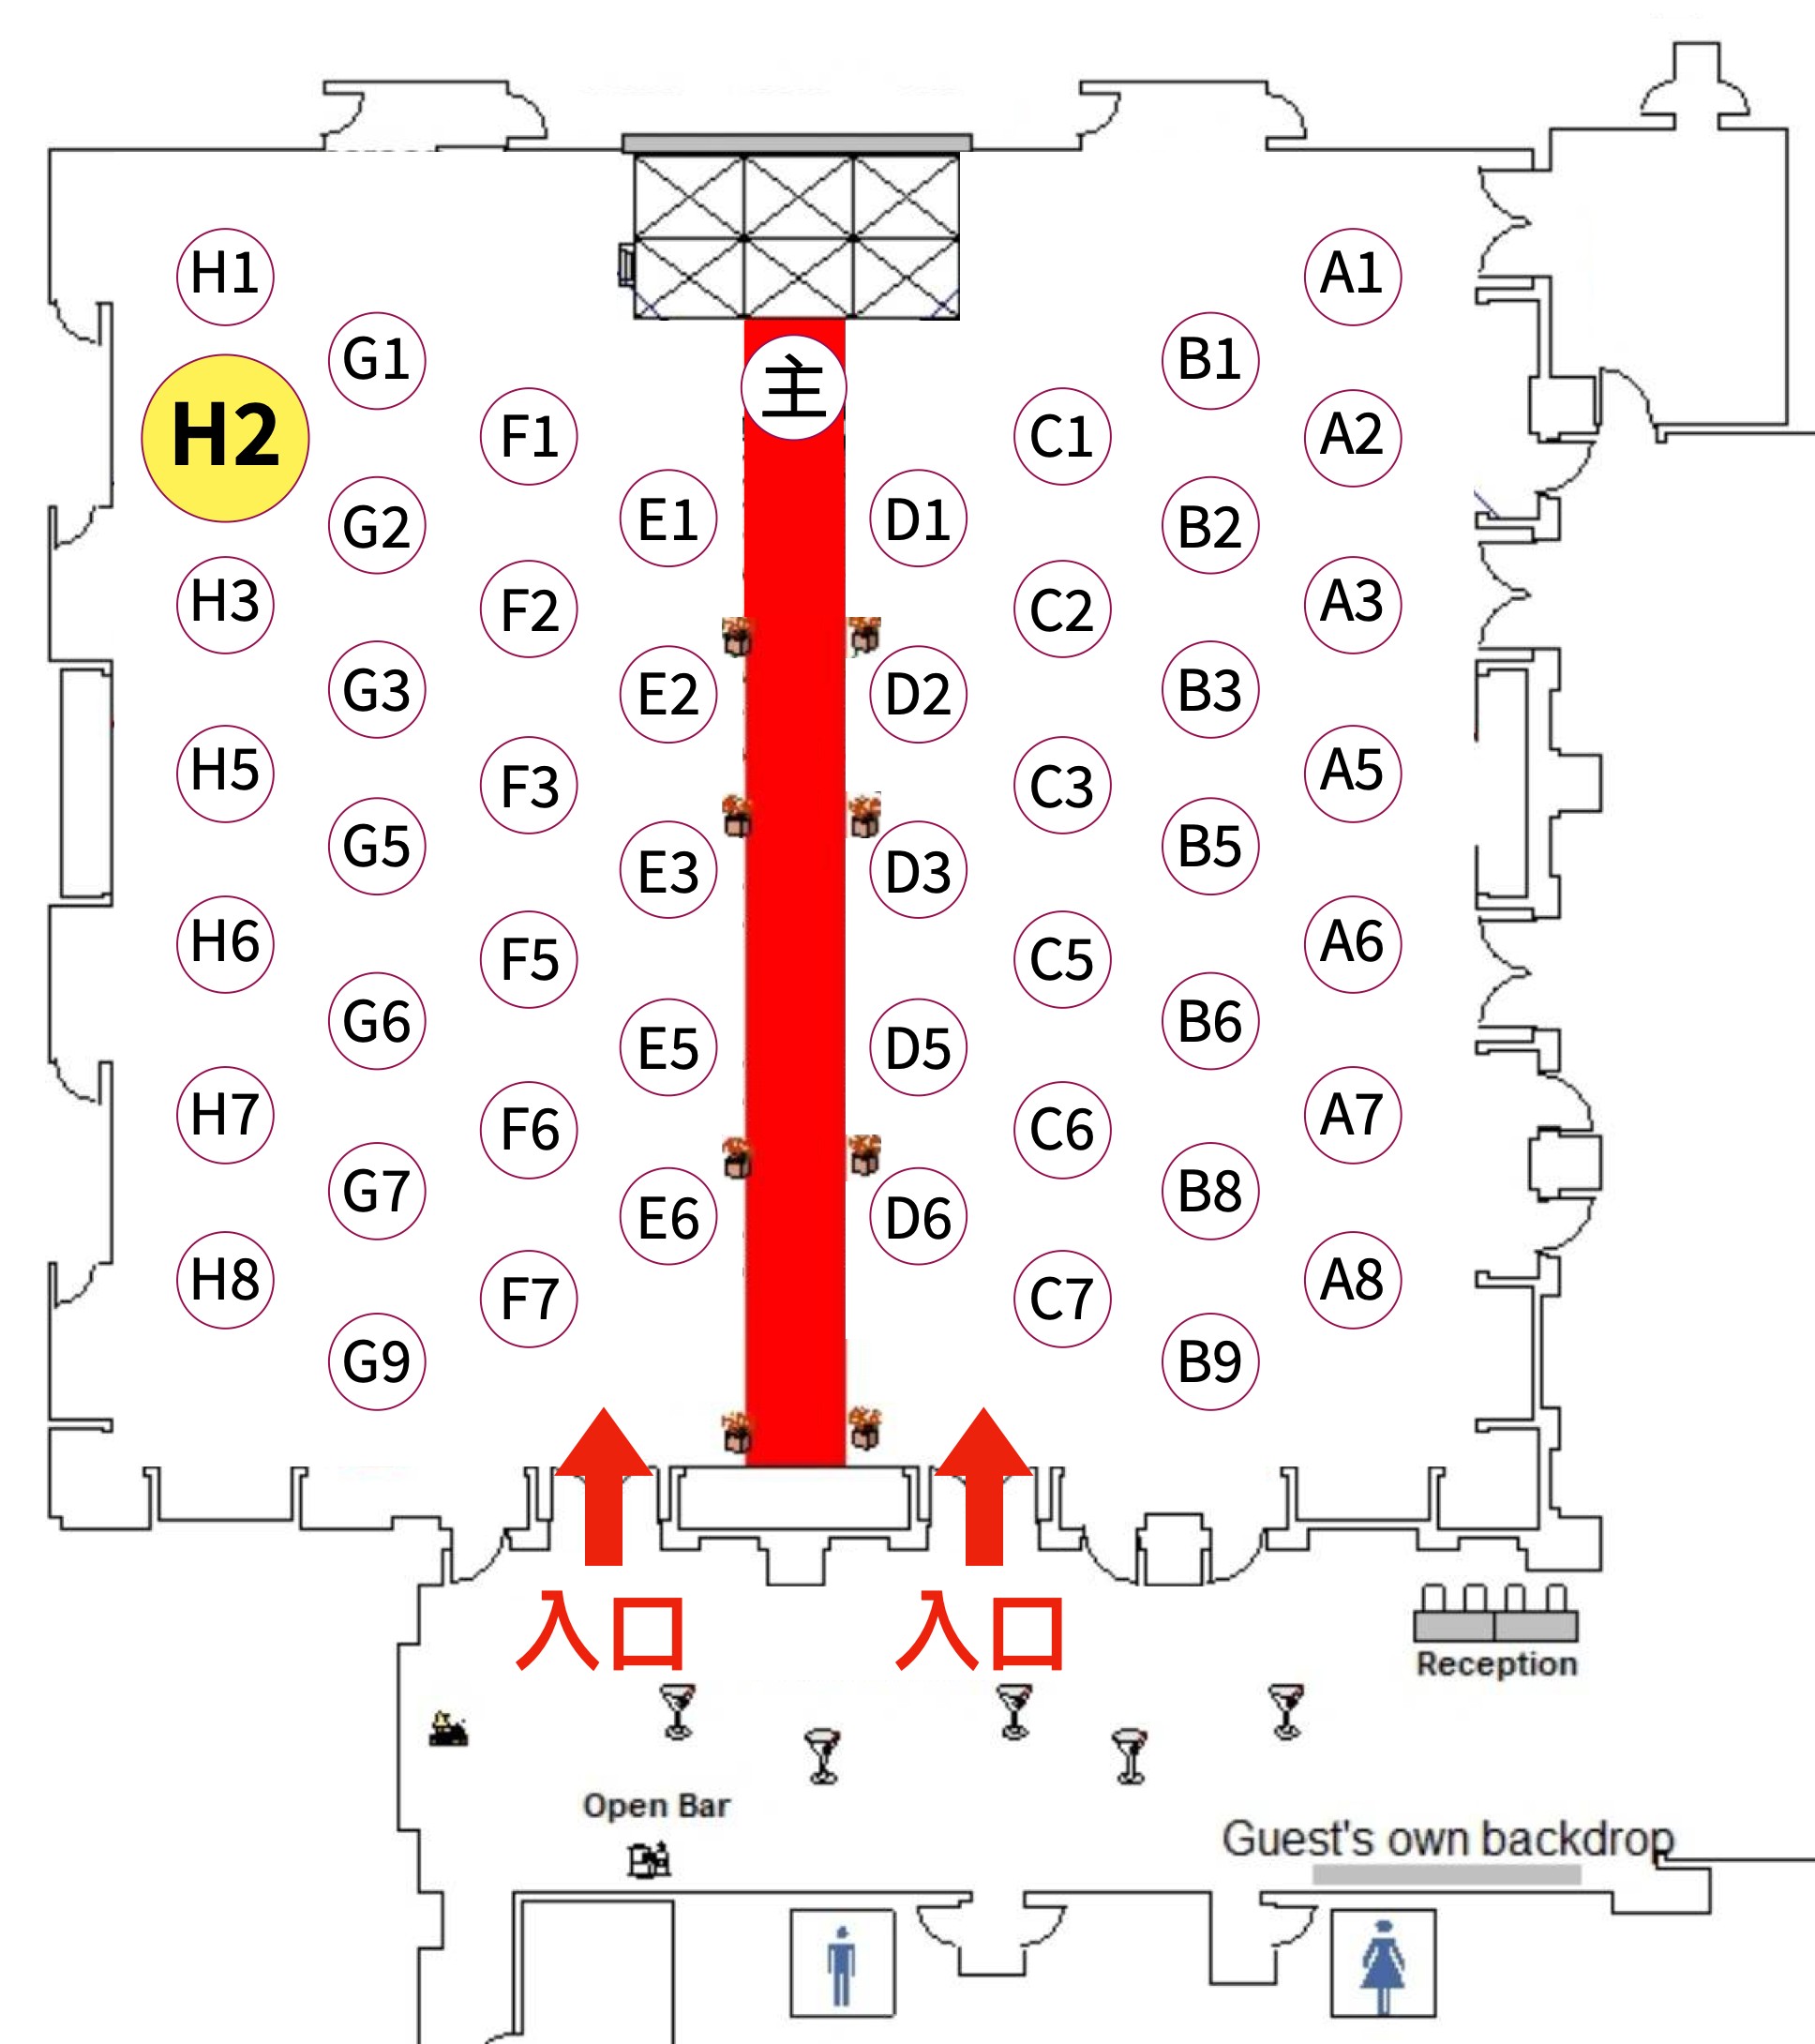 H1
A1
G1
主
B1
H2
F1
C1
A2
G2
E1
D1
B2
H3
F2
C2
A3
G3
E2
D2
B3
H5
F3
C3
A5
G5
E3
D3
B5
H6
F5
C5
A6
G6
E5
D5
B6
H7
F6
C6
A7
G7
E6
D6
B8
H8
F7
C7
A8
G9
B9
入口
入口
Reception
Open Bar
Guest's own backdrop